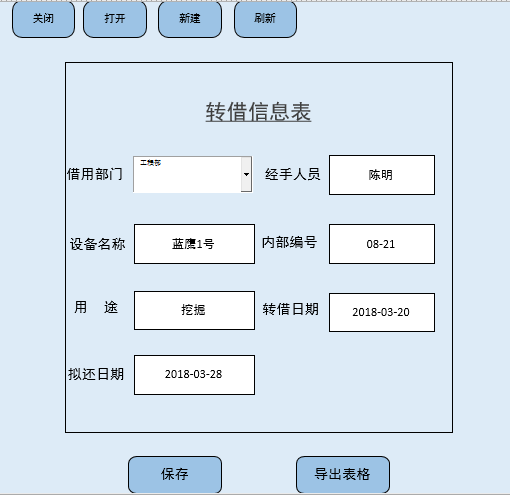 关闭 打开 新建 刷新
转借信息表
借用部门 工程部 经手人员 陈明
设备名称 蓝鹰1号 内部编号 08-21
用 途 挖掘 转借日期 2018-03-20
拟还日期 2018-03-28
保存 导出表格